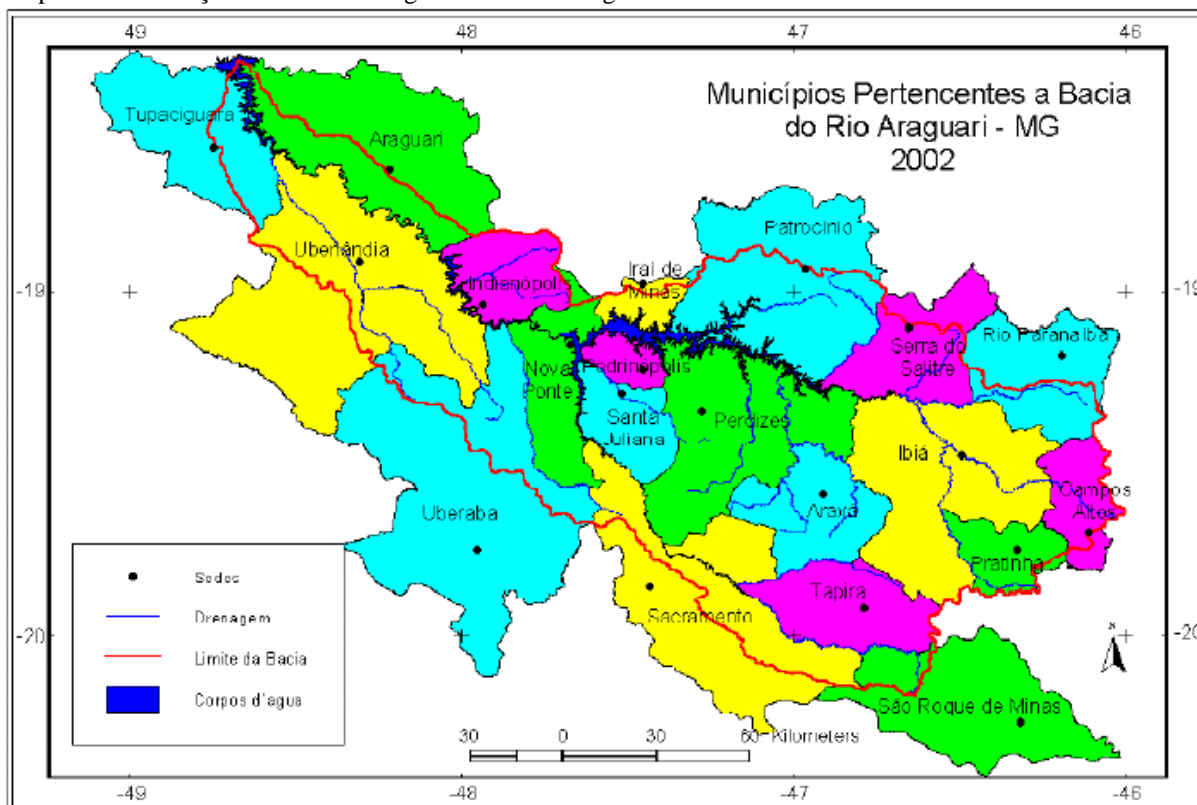 49
48
47
46
Municípios Pertencentes a Bacia
do Rio Araguari - MG
2002
Tupaciguara
Araguari
Patrocínio
Uberlândia
Iraí de
Minas
Indianópolis
-19
-19
Rio Paranaíba
Serra do
Salitre
Nova
Ponte
Pedrinópolis
Santa
Juliana
Perdizes
Ibiá
Campos
Altos
Uberaba
Araxá
Pratinha
Tapira
Sacramento
São Roque de Minas
-20
-20
Sedes
Drenagem
Limite da Bacia
Corpos d'agua
N
30
0
30
60 Kilometers
-49
-48
-47
-46